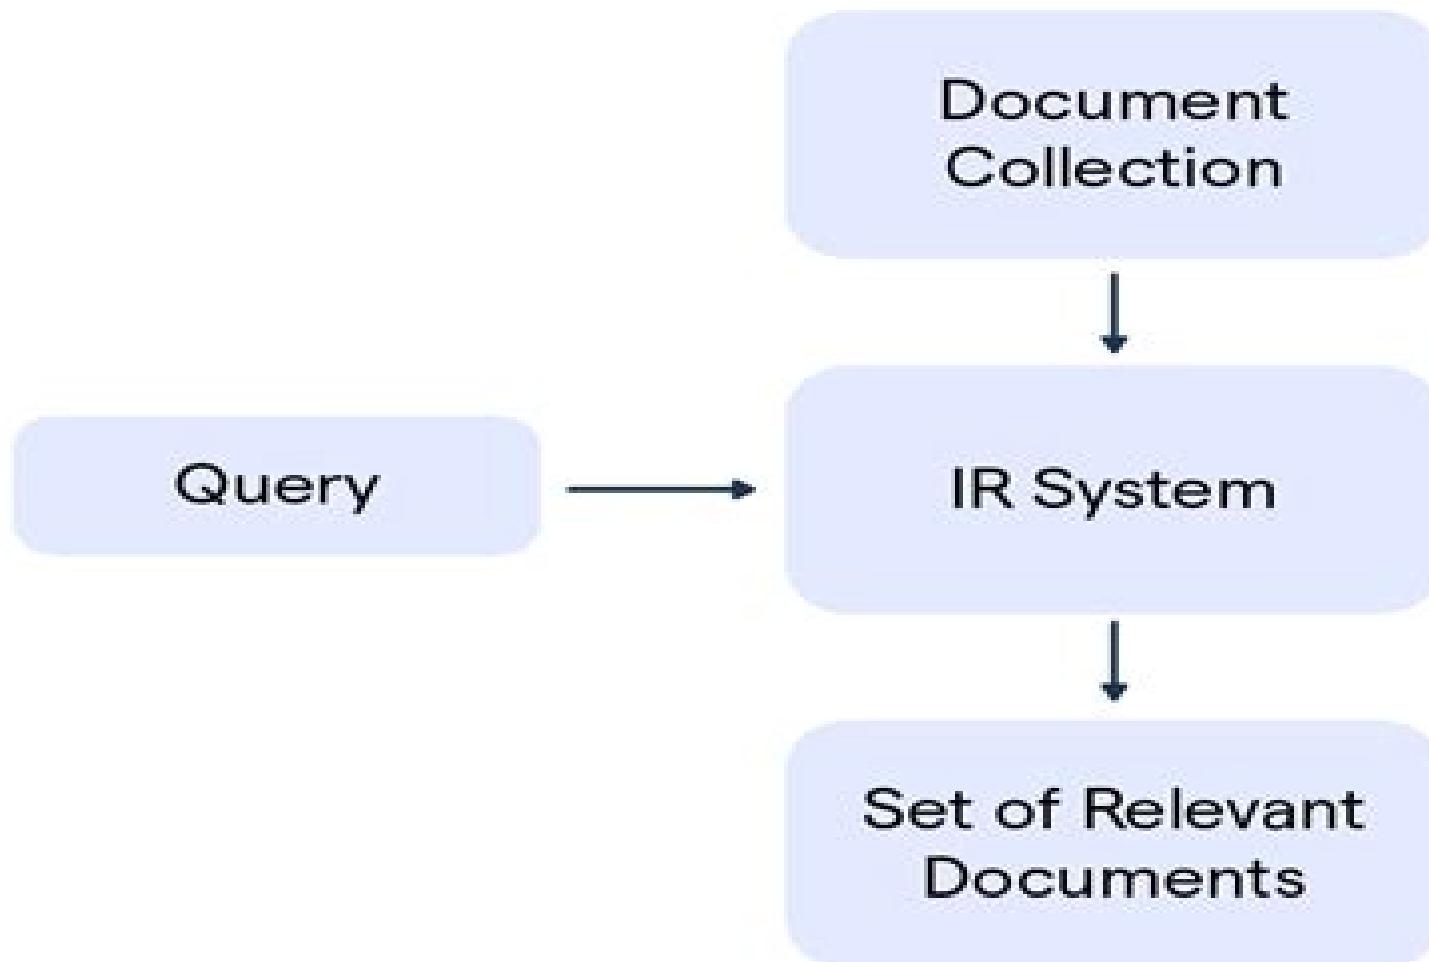 Document
Collection
Query
IR System
Set of Relevant
Documents